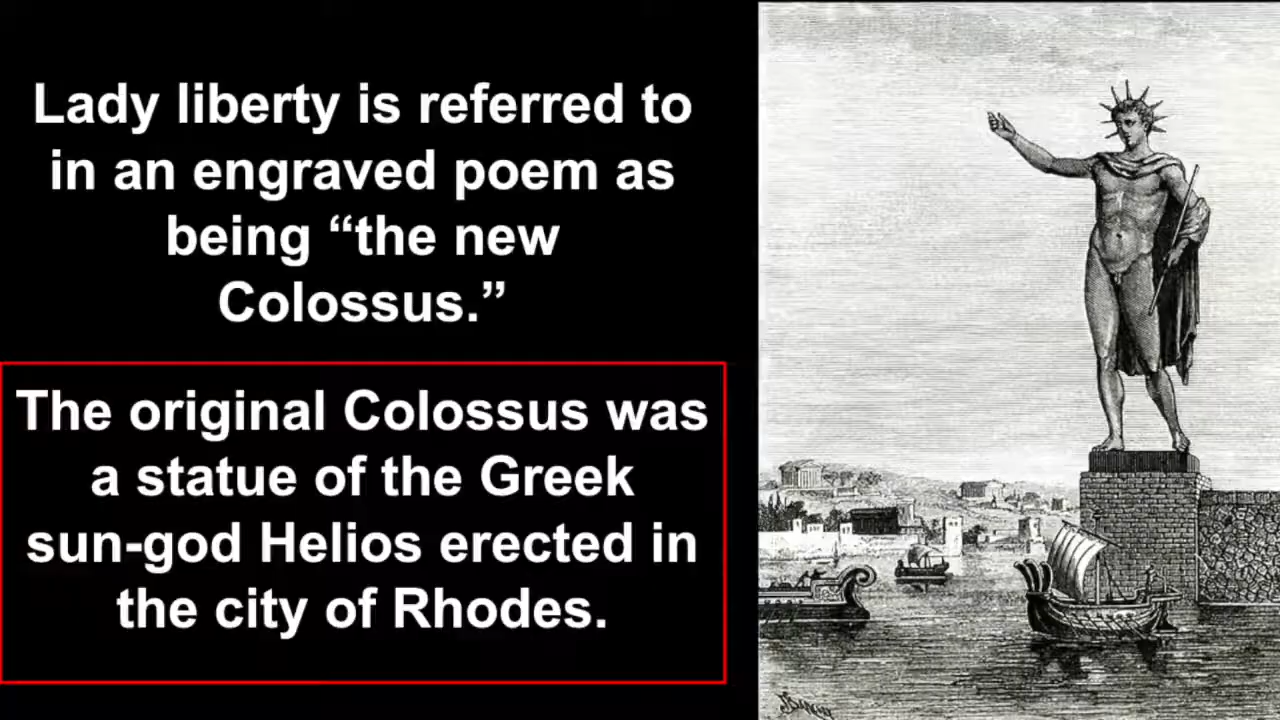 Lady liberty is referred to
in an engraved poem as
being “the new
Colossus.”
The original Colossus was
a statue of the Greek
sun-god Helios erected in
the city of Rhodes.